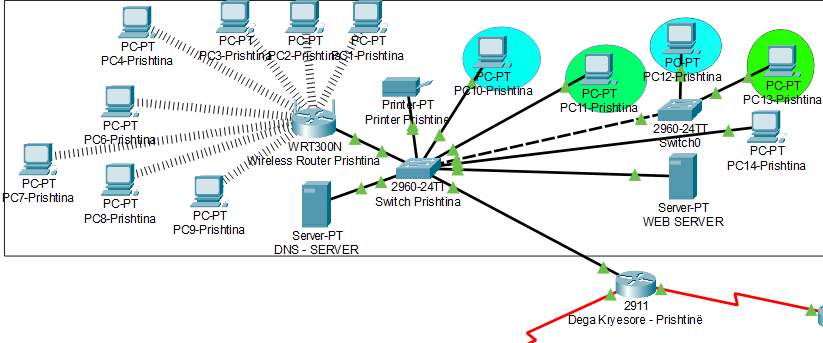 PC-PT
PC4-Prishtina
PC-PT
PC3-Prishtina
PC-PT
PC2-Prishtina
PC-PT
PC1-Prishtina
PC-PT
PC10-Prishtina
PC-PT
PC11-Prishtina
PC-PT
PC12-Prishtina
PC-PT
PC13-Prishtina
Printer-PT
Printer Prishtine
PC-PT
PC6-Prishtina
WRT300N
Wireless Router Prishtina
2960-24TT
Switch0
PC-PT
PC14-Prishtina
PC-PT
PC7-Prishtina
PC-PT
PC8-Prishtina
PC-PT
PC9-Prishtina
2960-24TT
Switch Prishtina
Server-PT
DNS - SERVER
Server-PT
WEB SERVER
2911
Dega Kryesore - Prishtinë